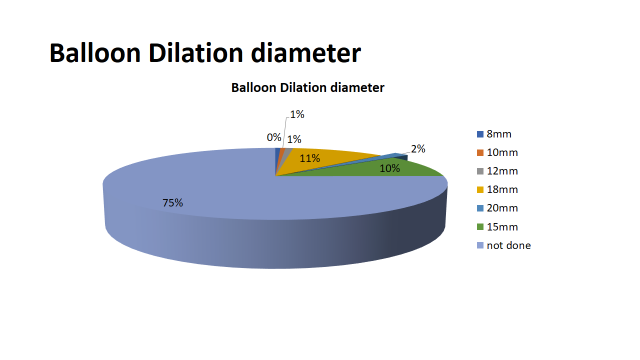 Balloon Dilation diameter
Balloon Dilation diameter
1%
0% 1%
11%
2%
10%
75%
8mm
10mm
12mm
18mm
20mm
15mm
not done